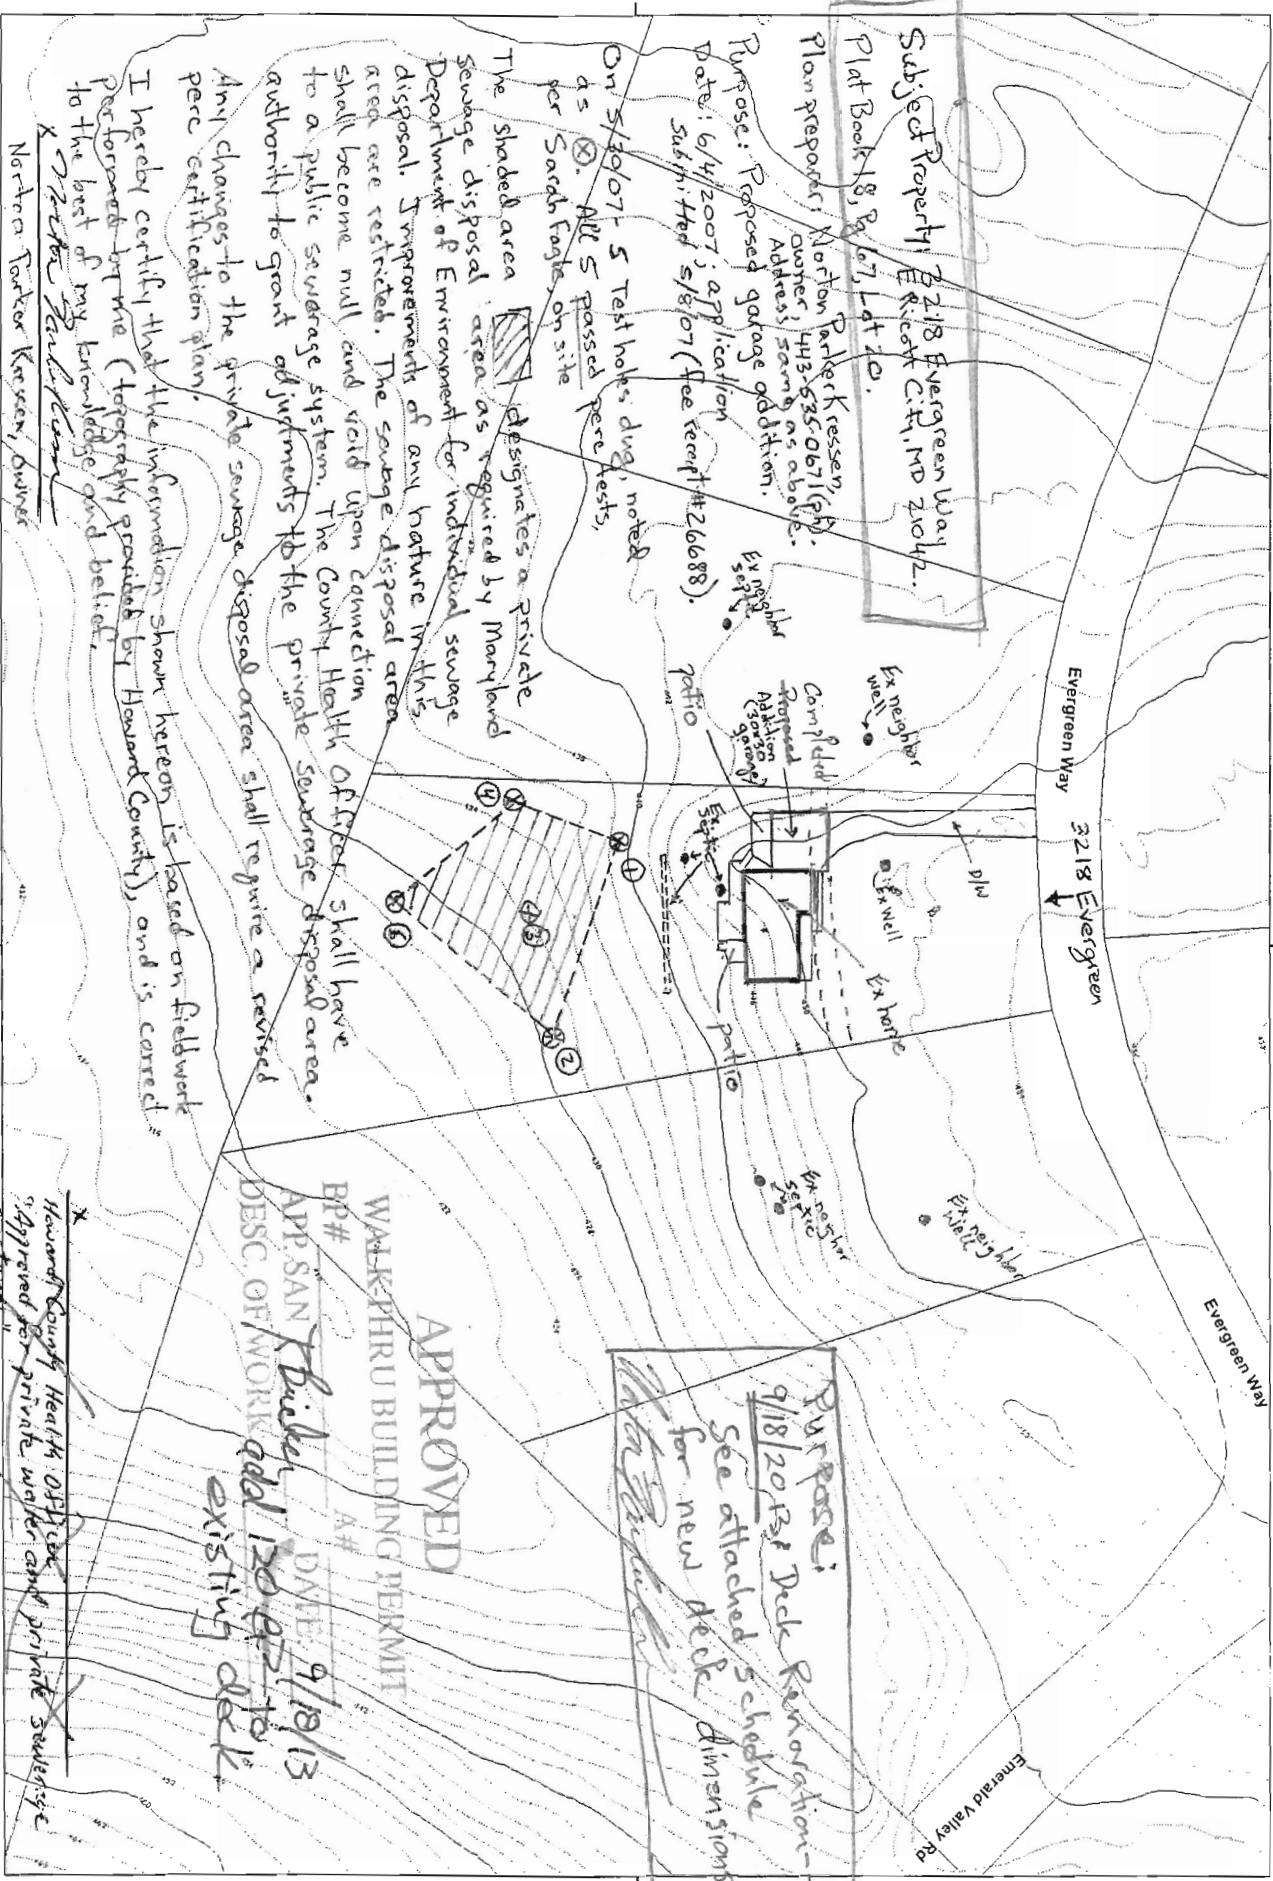 Subject Property: 3218 Evergreen Way
Ellicott City, MD 21042.
Plat Book 18, Pg 67, Lot 20.
Plan preparer: Norton Parker Kressen,
owner; 443-535-0671 (ph).
Address same as above.
Purpose: Proposed garage addition.
Date: 6/4/2007; application
submitted 5/8/07 (fee receipt #26688).
On 5/30/07 - 5 Test holes dug, noted
as ⊗. All 5 passed perc tests,
per Sarah Fogle, on site
The shaded area designates a private
sewage disposal area as required by Maryland
Department of Environment for individual sewage
disposal. Improvements of any nature in this
area are restricted. The sewage disposal area
shall become null and void upon connection
to a public sewerage system. The County Health Officer shall have
authority to grant adjustments to the private sewerage disposal area.
Any changes to the private sewage disposal area shall require a revised
perc certification plan.
I hereby certify that the information shown hereon is based on fieldwork
performed by me (topography provided by Howard County), and is correct
to the best of my knowledge and belief.
x
Norton Parker Kressen, owner
Evergreen Way
3218 Evergreen
Evergreen Way
Emerald Valley Rd
D/W
Ex neighbor
well
Ex neighbor
septic
Ex Well
Ex home
Completed
Proposed
Addition
(30x30
garage)
patio
Ex.
septic
patio
Ex neighbor
septic
Ex neighbor
well
1
2
3
4
Purpose:
9/18/2013: Deck Renovation-
see attached schedule
for new deck dimensions
APPROVED
WALK-THRU BUILDING PERMIT
BP# A#
APP. SAN DATE: 9/18/13
DESC. OF WORK: add 120 ft² to
existing deck
x
Howard County Health Officer
"Approved for private water and private sewerage